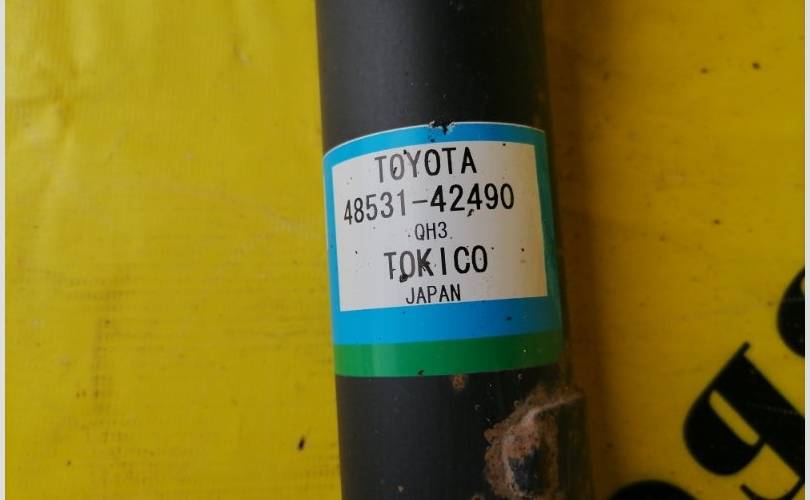 TOYOTA
48531-42490
QH3
TOKICO
JAPAN